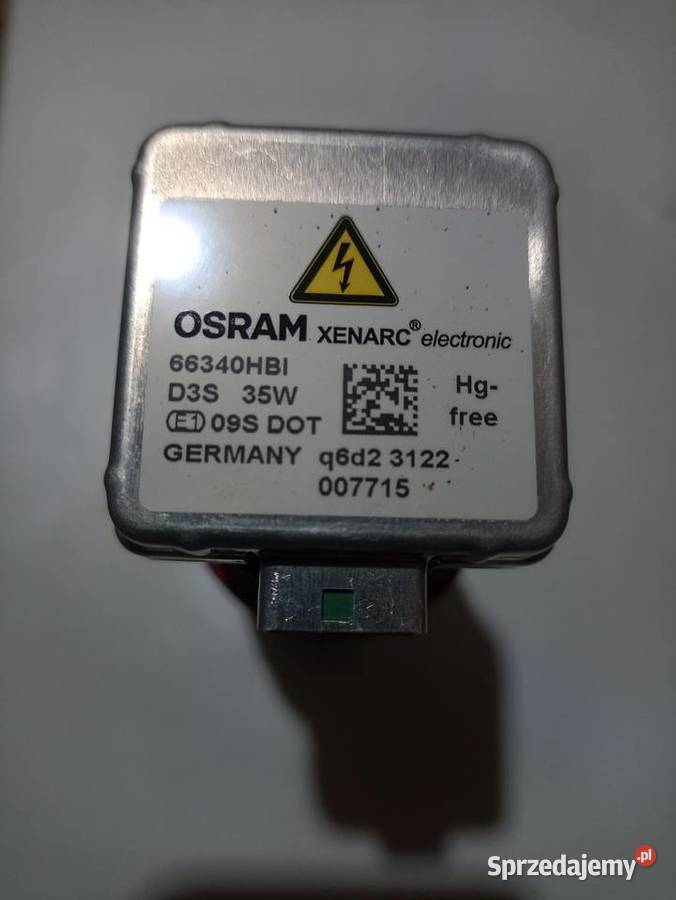 OSRAM XENARC® electronic
66340HBI
D3S 35W
Hg-
free
E1 09S DOT
GERMANY q6d2 3122
007715
Sprzedajemy.pl